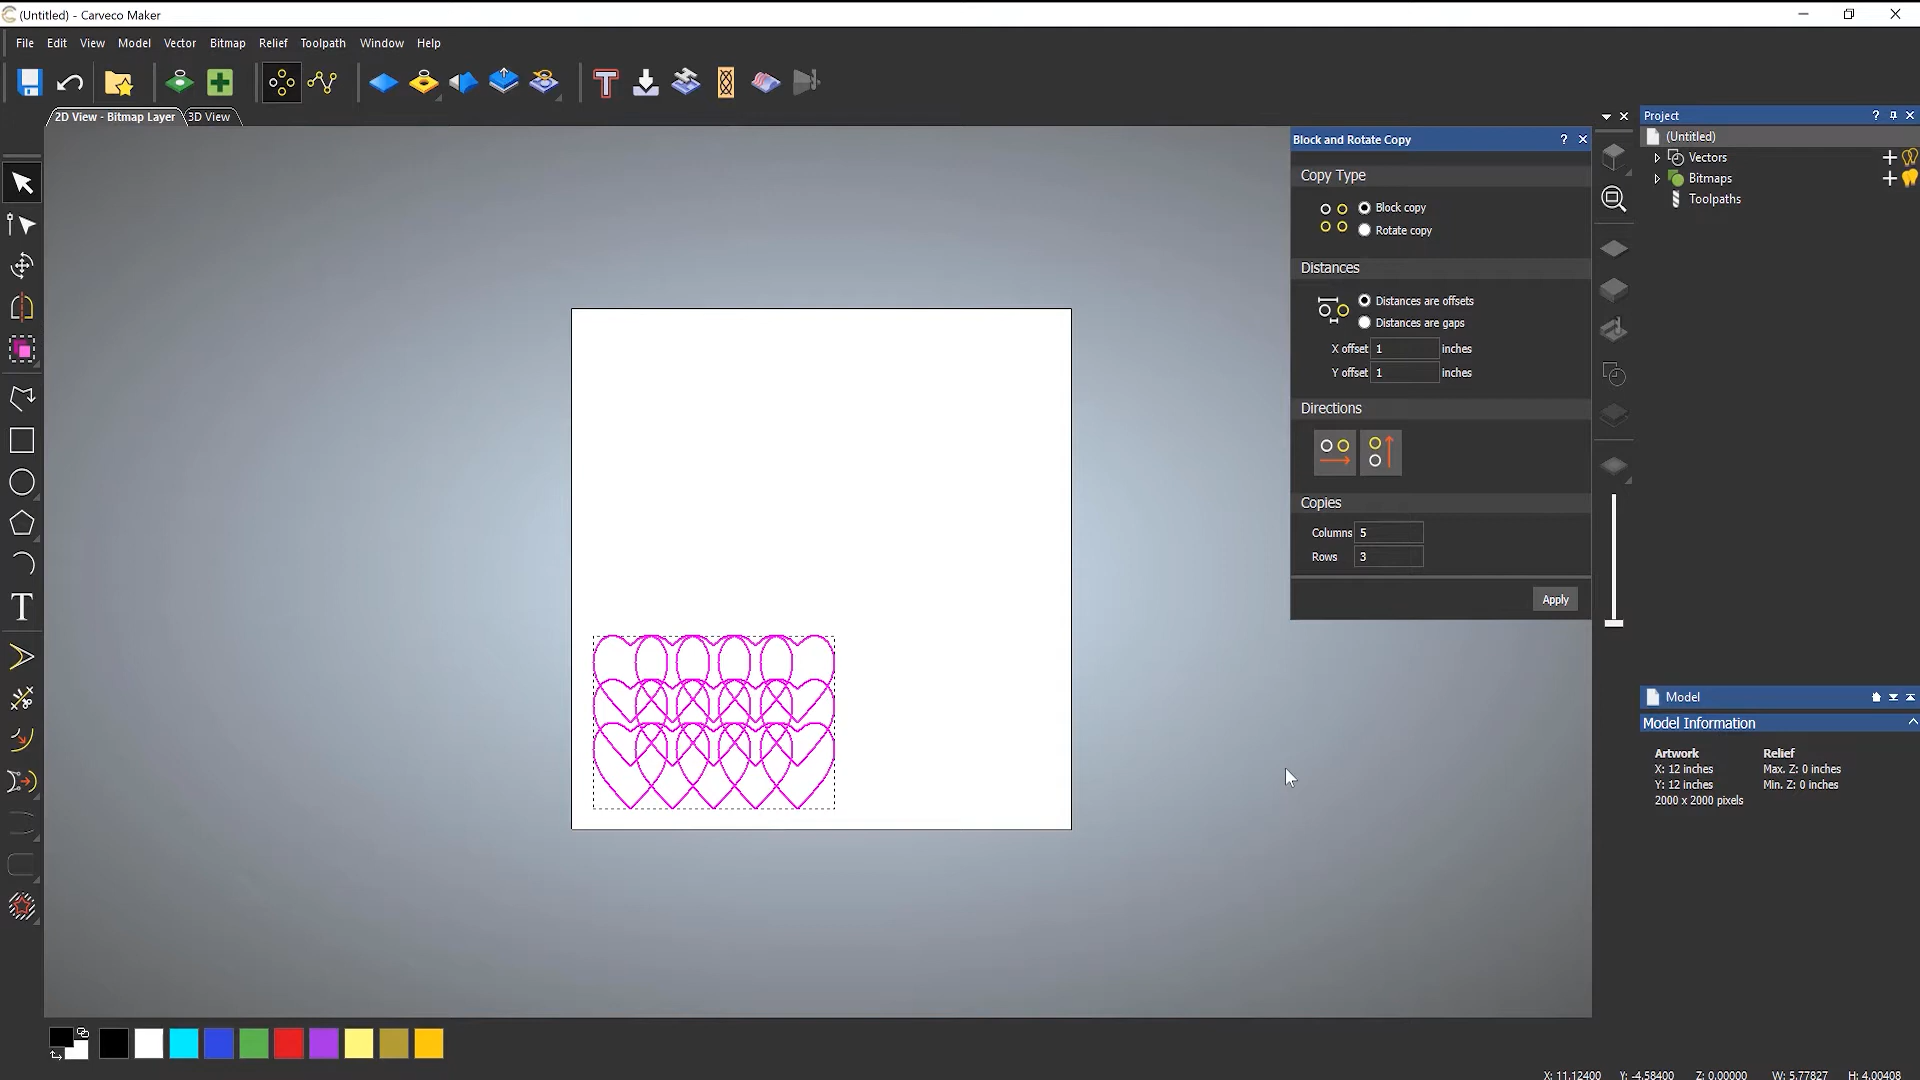 (Untitled) - Carveco Maker
File Edit View Model Vector Bitmap Relief Toolpath Window Help
2D View - Bitmap Layer 3D View
Block and Rotate Copy ?
Copy Type
Block copy
Rotate copy
Distances
Distances are offsets
Distances are gaps
X offset 1 inches
Y offset 1 inches
Directions
Copies
Columns 5
Rows 3
Apply
Project ?
(Untitled)
Vectors
Bitmaps
Toolpaths
Model
Model Information
Artwork Relief
X: 12 inches Max. Z: 0 inches
Y: 12 inches Min. Z: 0 inches
2000 x 2000 pixels
T
X: 11.12400 Y: -4.58400 Z: 0.00000 W: 5.77827 H: 4.00408